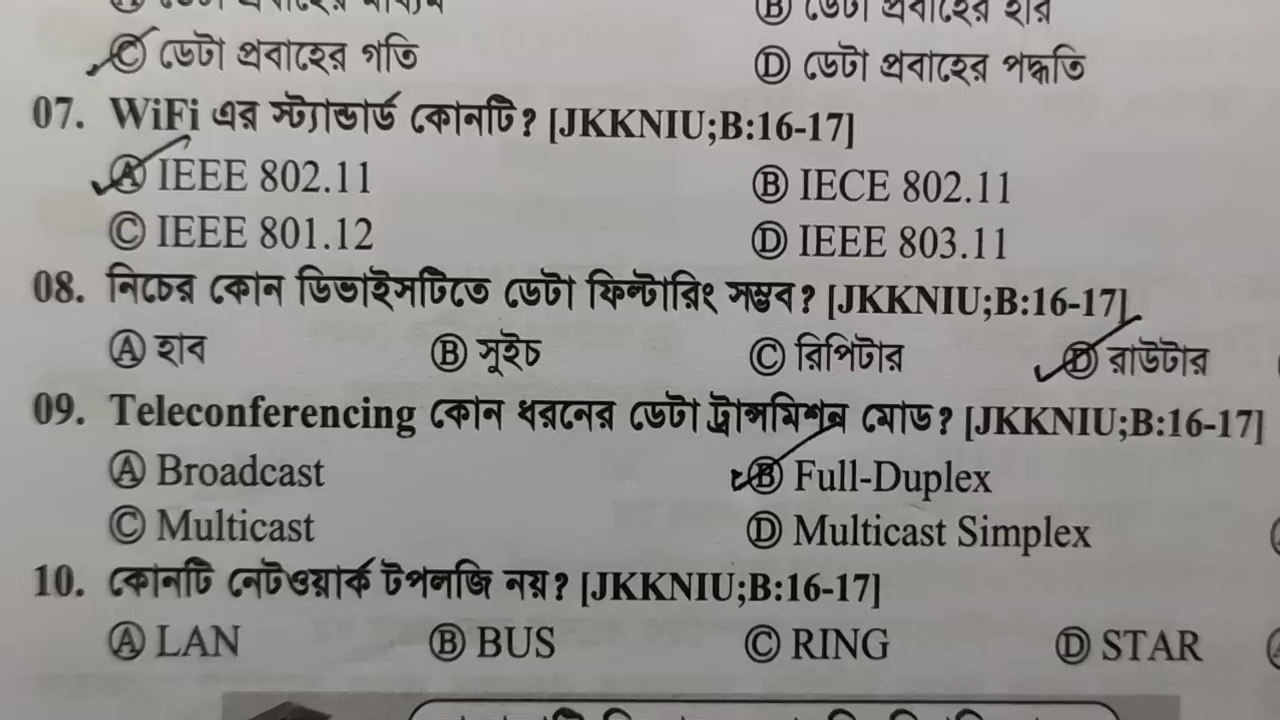 Ⓐ ডেটা প্রবাহের মাধ্যম Ⓑ ডেটা প্রবাহের হার
Ⓒ ডেটা প্রবাহের গতি Ⓓ ডেটা প্রবাহের পদ্ধতি
07. WiFi এর স্ট্যান্ডার্ড কোনটি? [JKKNIU;B:16-17]
Ⓐ IEEE 802.11 Ⓑ IECE 802.11
Ⓒ IEEE 801.12 Ⓓ IEEE 803.11
08. নিচের কোন ডিভাইসটিতে ডেটা ফিল্টারিং সম্ভব? [JKKNIU;B:16-17]
Ⓐ হাব Ⓑ সুইচ Ⓒ রিপিটার Ⓓ রাউটার
09. Teleconferencing কোন ধরনের ডেটা ট্রান্সমিশন মোড? [JKKNIU;B:16-17]
Ⓐ Broadcast Ⓑ Full-Duplex
Ⓒ Multicast Ⓓ Multicast Simplex
10. কোনটি নেটওয়ার্ক টপলজি নয়? [JKKNIU;B:16-17]
Ⓐ LAN Ⓑ BUS Ⓒ RING Ⓓ STAR